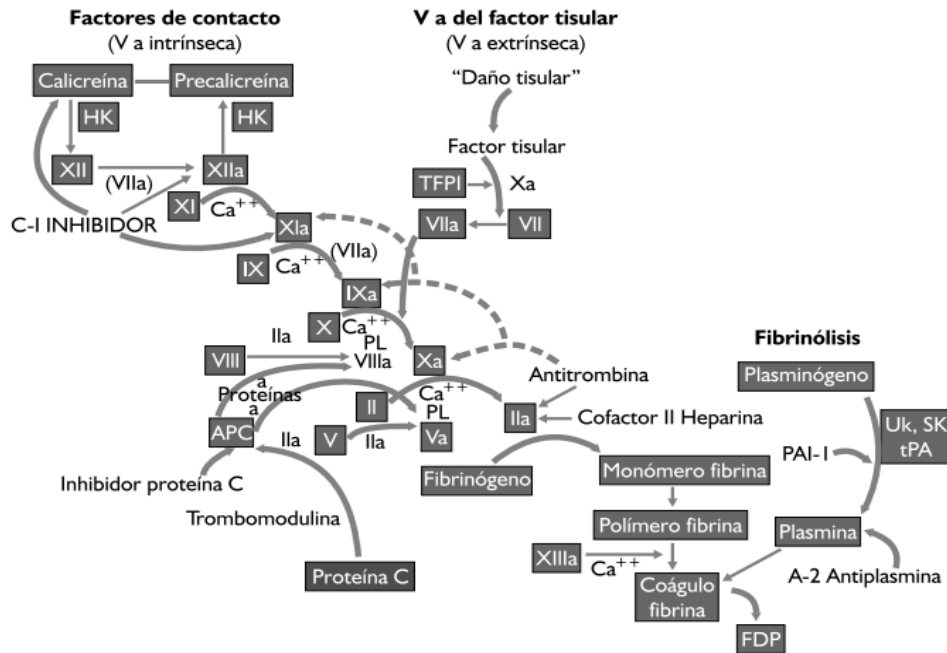 Factores de contacto
(V a intrínseca)
V a del factor tisular
(V a extrínseca)
Calicreína
Precalicreína
"Daño tisular"
HK
HK
Factor tisular
XII
XIIa
(VIIa)
TFPI
Xa
XI
Ca++
C-I INHIBIDOR
XIa
VIIa
VII
IX
Ca++
(VIIa)
IXa
X
Ca++
PL
IIa
VIII
VIIIa
Xa
Fibrinólisis
Plasminógeno
a
Proteínas
a
Antitrombina
II
Ca++
PL
IIa
Cofactor II Heparina
Uk, SK
tPA
APC
IIa
V
IIa
Va
PAI-1
Inhibidor proteína C
Fibrinógeno
Monómero fibrina
Trombomodulina
Polímero fibrina
Plasmina
XIIIa
Ca++
Proteína C
Coágulo
fibrina
A-2 Antiplasmina
FDP